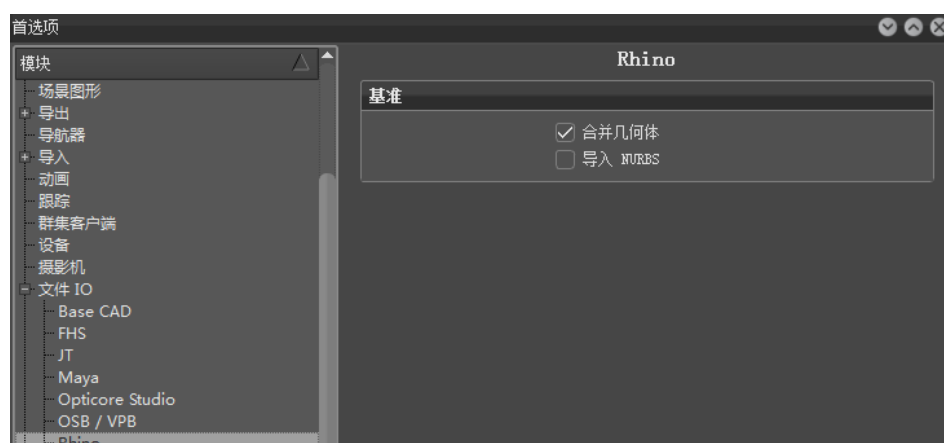 首选项
模块
场景图形
导出
导航器
导入
动画
跟踪
群集客户端
设备
摄影机
文件 IO
Base CAD
FHS
JT
Maya
Opticore Studio
OSB / VPB
Rhino
Rhino
基准
合并几何体
导入 NURBS